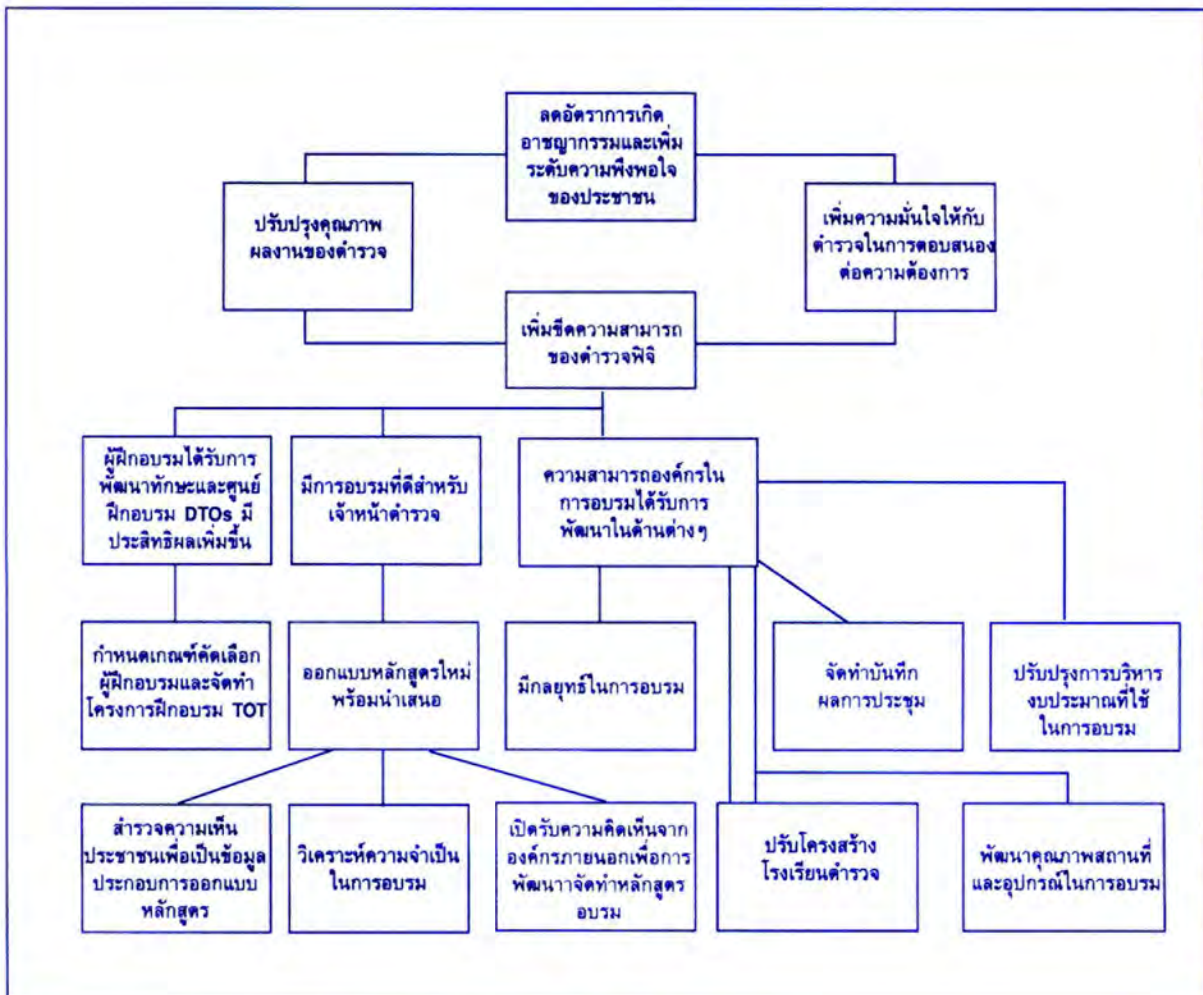 ลดอัตราการเกิด
อาชญากรรมและเพิ่ม
ระดับความพึงพอใจ
ของประชาชน
ปรับปรุงคุณภาพ
ผลงานของตำรวจ
เพิ่มความมั่นใจให้กับ
ตำรวจในการตอบสนอง
ต่อความต้องการ
เพิ่มขีดความสามารถ
ของตำรวจฟิจิ
ผู้ฝึกอบรมได้รับการ
พัฒนาทักษะและศูนย์
ฝึกอบรม DTOs มี
ประสิทธิผลเพิ่มขึ้น
มีการอบรมที่ดีสำหรับ
เจ้าหน้าตำรวจ
ความสามารถองค์กรใน
การอบรมได้รับการ
พัฒนาในด้านต่างๆ
กำหนดเกณฑ์คัดเลือก
ผู้ฝึกอบรมและจัดทำ
โครงการฝึกอบรม TOT
ออกแบบหลักสูตรใหม่
พร้อมนำเสนอ
มีกลยุทธ์ในการอบรม
จัดทำบันทึก
ผลการประชุม
ปรับปรุงการบริหาร
งบประมาณที่ใช้
ในการอบรม
สำรวจความเห็น
ประชาชนเพื่อเป็นข้อมูล
ประกอบการออกแบบ
หลักสูตร
วิเคราะห์ความจำเป็น
ในการอบรม
เปิดรับความคิดเห็นจาก
องค์กรภายนอกเพื่อการ
พัฒนาาจัดทำหลักสูตร
อบรม
ปรับโครงสร้าง
โรงเรียนตำรวจ
พัฒนาคุณภาพสถานที่
และอุปกรณ์ในการอบรม